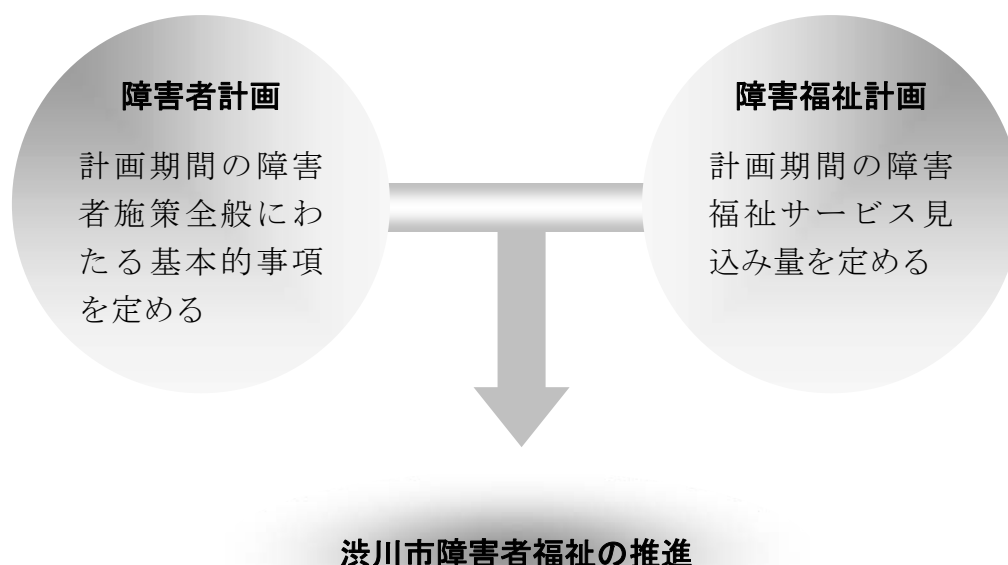 障害者計画
計画期間の障害
者施策全般にわ
たる基本的事項
を定める
障害福祉計画
計画期間の障害
福祉サービス見
込み量を定める
渋川市障害者福祉の推進